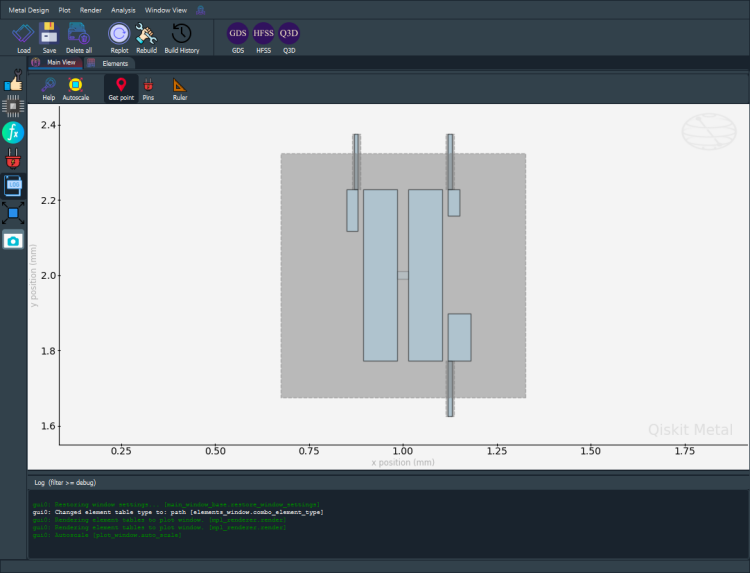 Metal Design Plot Render Analysis Window View
GDS HFSS Q3D
Load Save Delete all Replot Rebuild Build History GDS HFSS Q3D
Main View Elements
Help Autoscale Get point Pins Ruler
2.4
2.2
2.0
1.8
1.6
y position (mm)
0.25 0.50 0.75 1.00 1.25 1.50 1.75
x position (mm)
Qiskit Metal
Log (filter >= debug)
gui0: Restoring window settings... [main_window_base.restore_window_settings]
gui0: Changed element table type to: path [elements_window.combo_element_type]
gui0: Rendering element tables to plot window. [mpl_renderer.render]
gui0: Rendering element tables to plot window. [mpl_renderer.render]
gui0: Autoscale [plot_window.auto_scale]